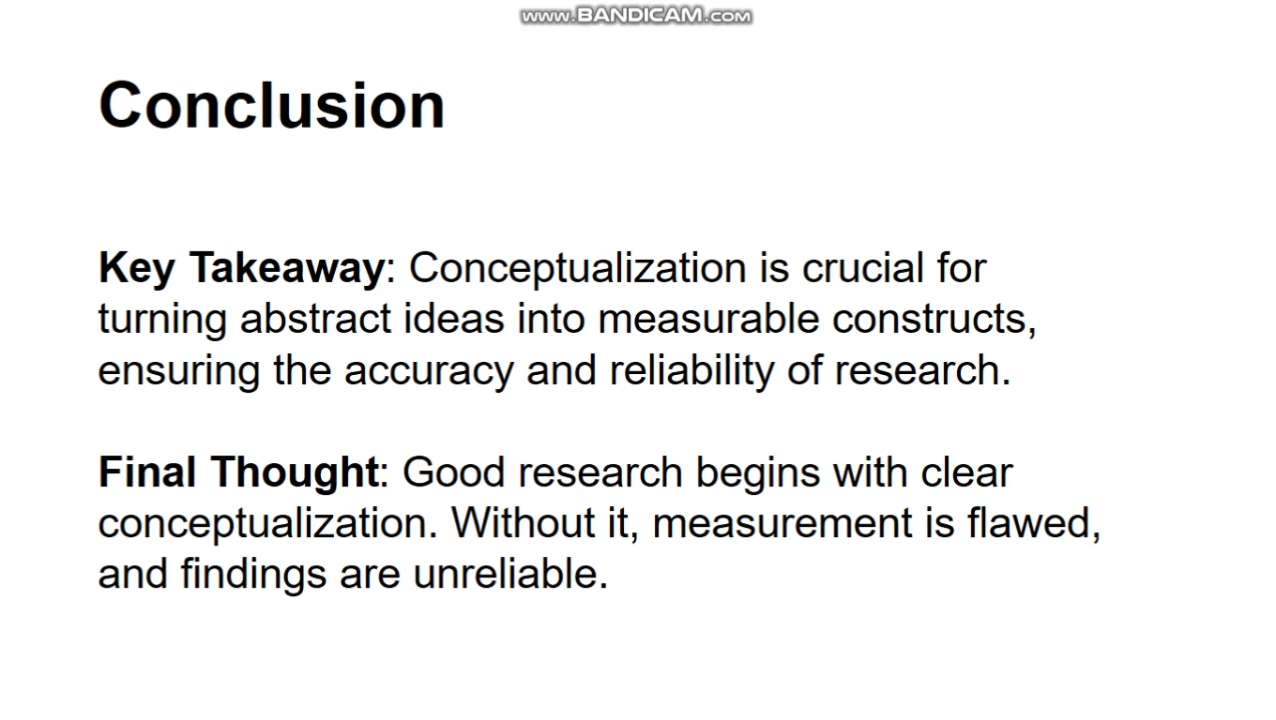 www.BANDICAM.com
Conclusion
Key Takeaway: Conceptualization is crucial for
turning abstract ideas into measurable constructs,
ensuring the accuracy and reliability of research.
Final Thought: Good research begins with clear
conceptualization. Without it, measurement is flawed,
and findings are unreliable.